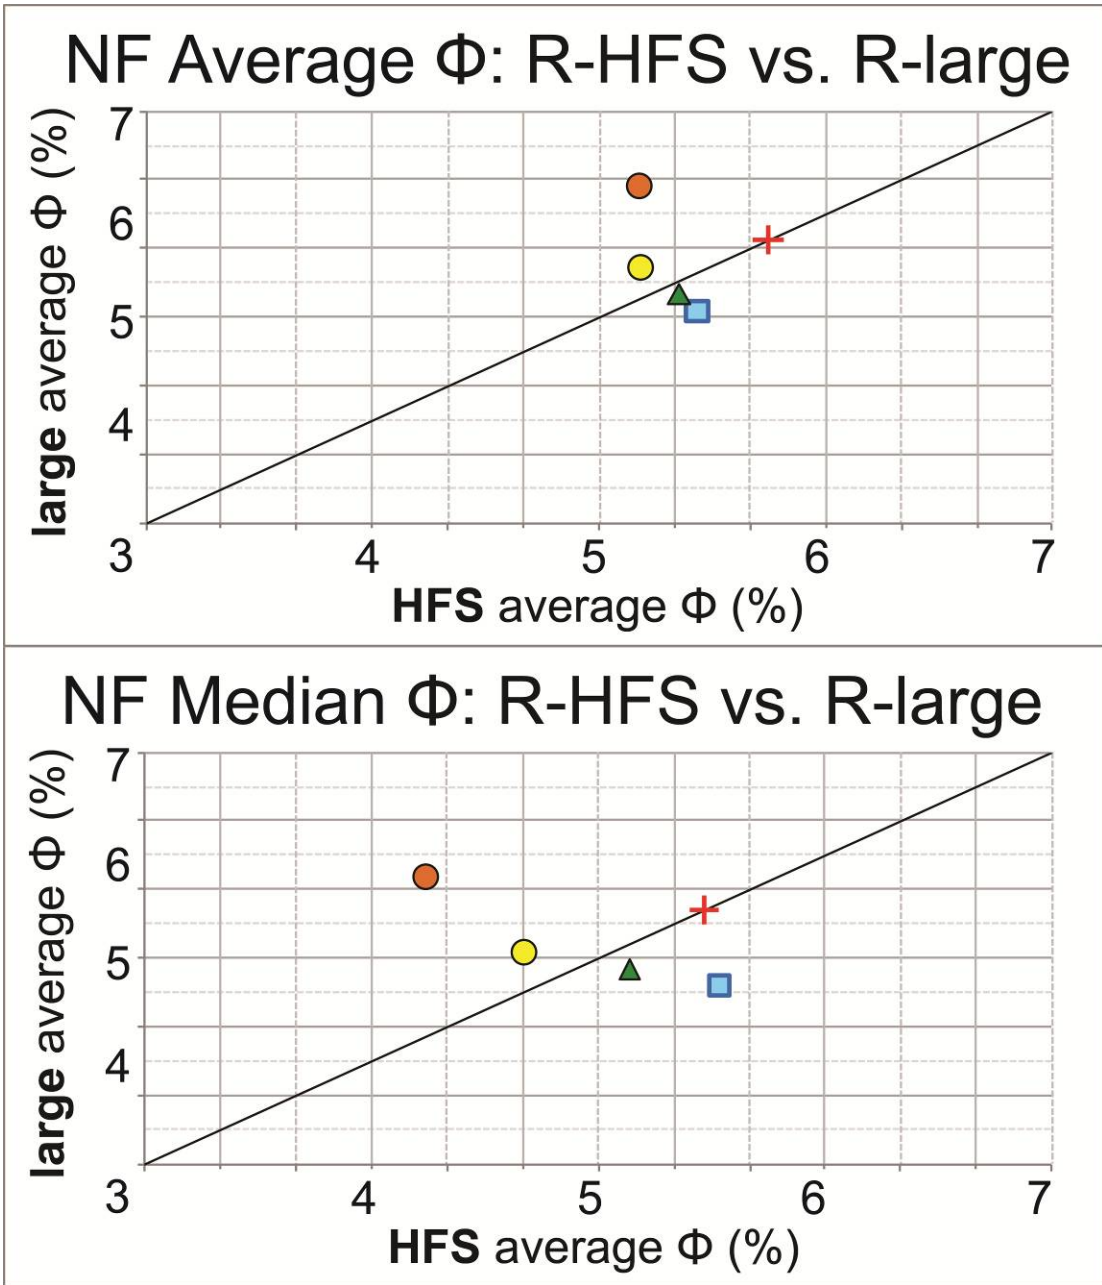 NF Average Φ: R-HFS vs. R-large
large average Φ (%)
7
6
5
4
3 4 5 6 7
HFS average Φ (%)
NF Median Φ: R-HFS vs. R-large
large average Φ (%)
7
6
5
4
3 4 5 6 7
HFS average Φ (%)